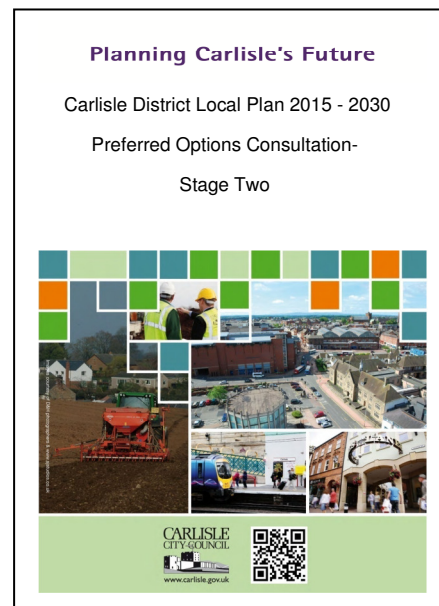 Planning Carlisle's Future
Carlisle District Local Plan 2015 - 2030
Preferred Options Consultation-
Stage Two
CARLISLE
CITY COUNCIL
www.carlisle.gov.uk